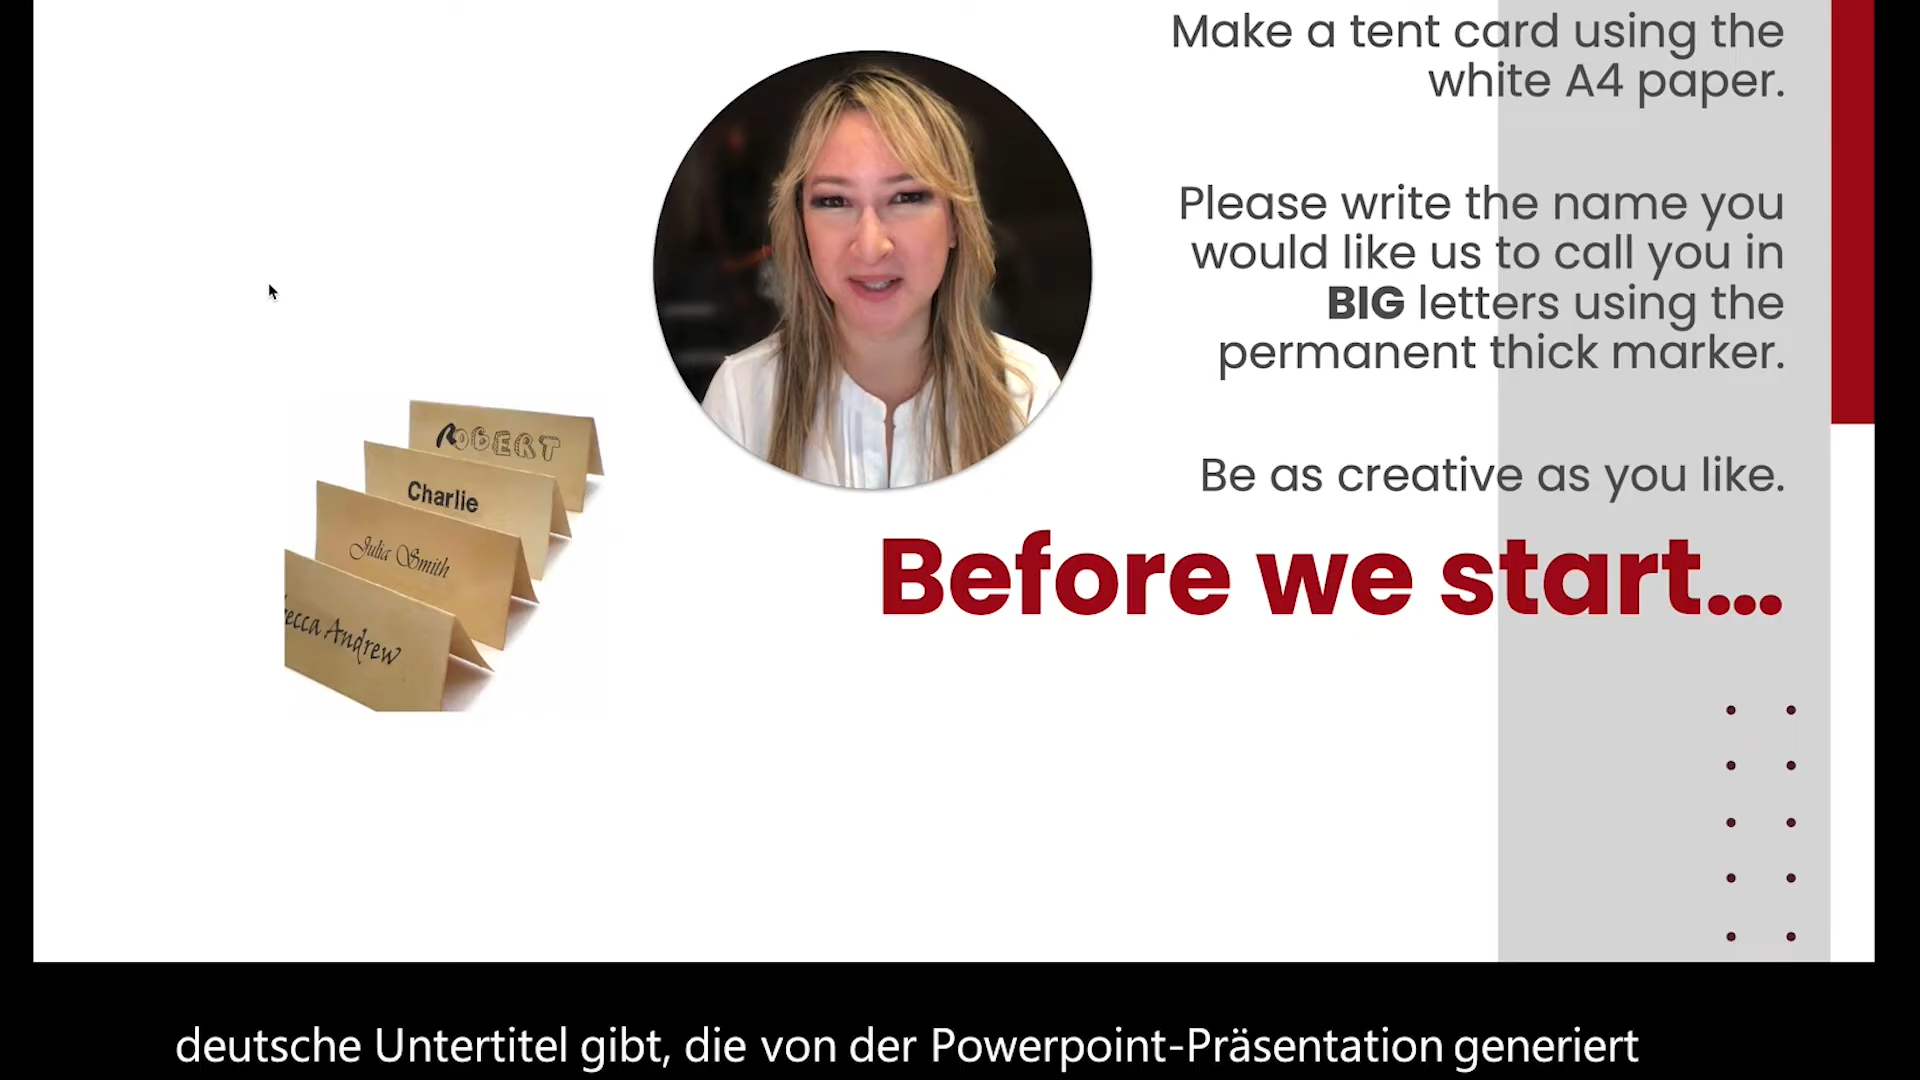 Make a tent card using the
white A4 paper.
Please write the name you
would like us to call you in
BIG letters using the
permanent thick marker.
Be as creative as you like.
Before we start...
ROBERT
Charlie
Julia Smith
ecca Andrew
deutsche Untertitel gibt, die von der Powerpoint-Präsentation generiert